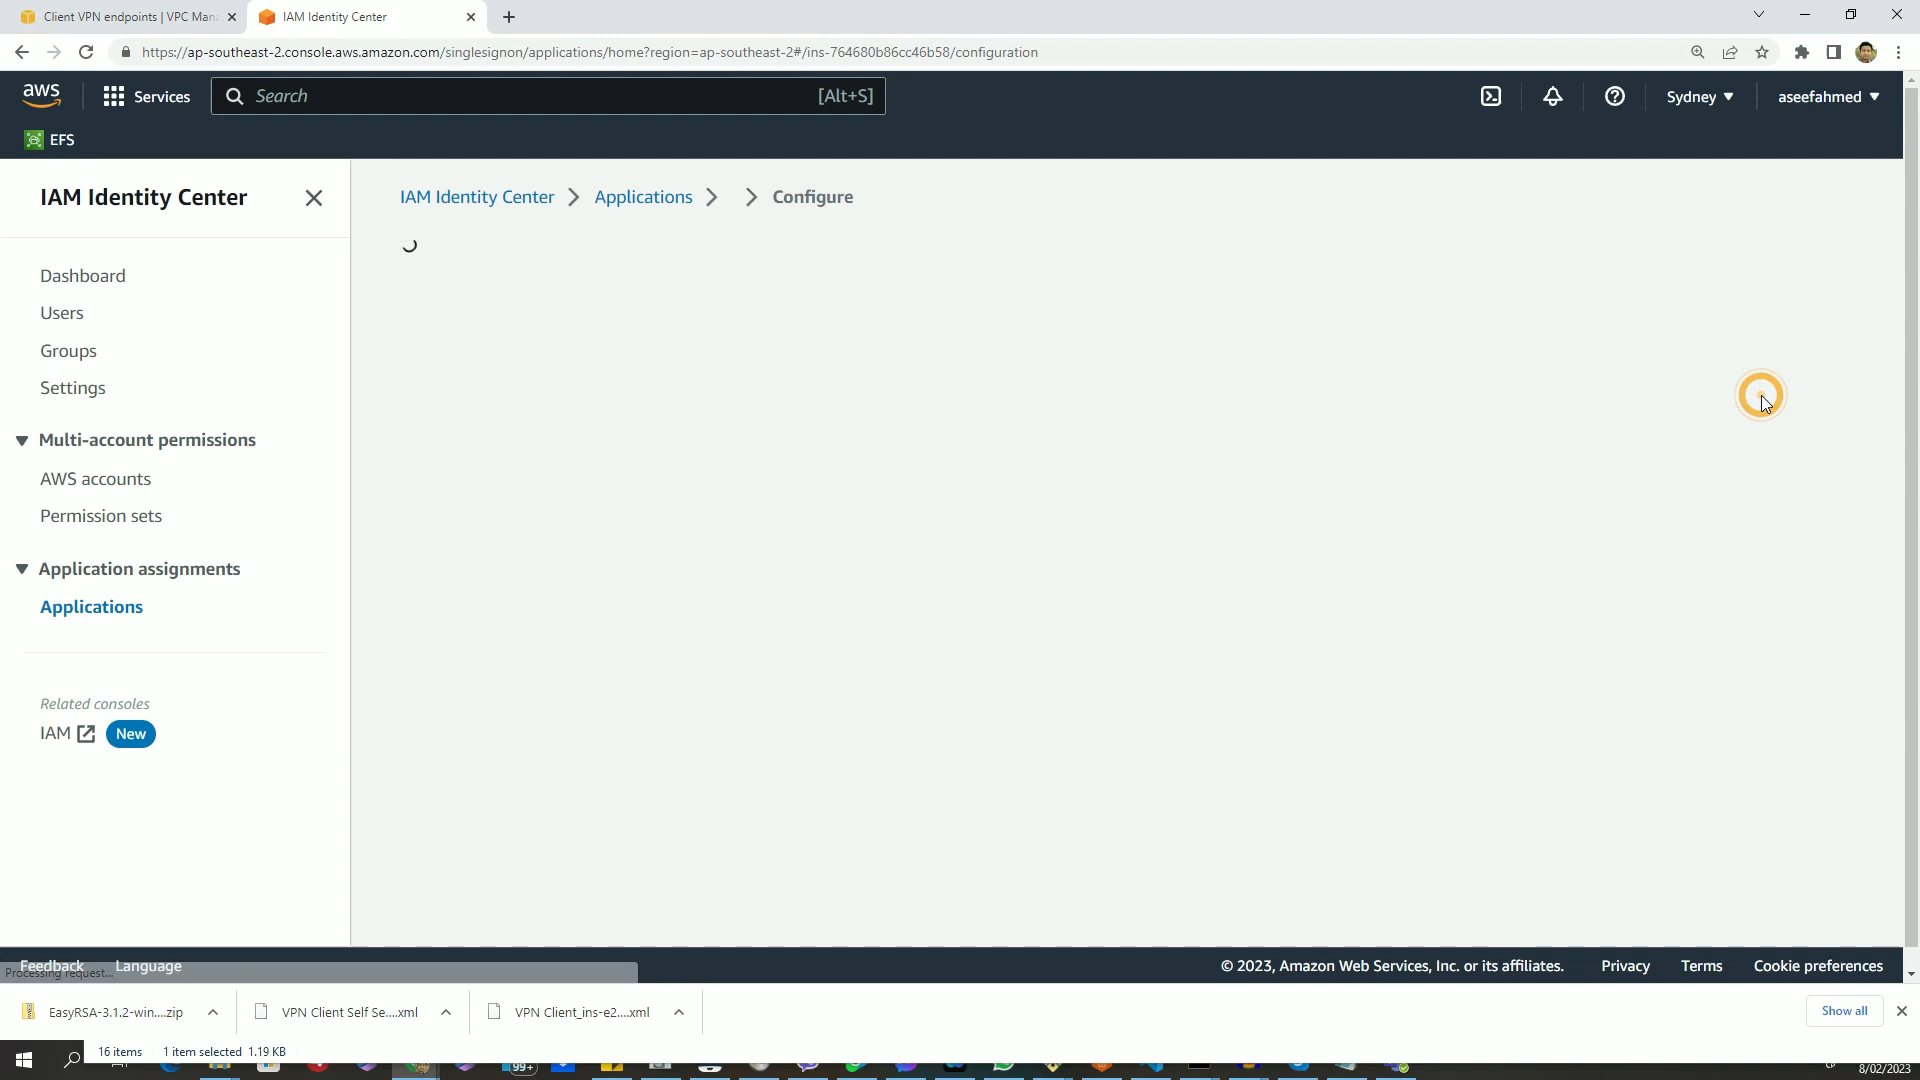 Client VPN endpoints | VPC Mana
IAM Identity Center
https://ap-southeast-2.console.aws.amazon.com/singlesignon/applications/home?region=ap-southeast-2#/ins-764680b86cc46b58/configuration
aws
Services
Search
[Alt+S]
Sydney
aseefahmed
EFS
IAM Identity Center
IAM Identity Center
Applications
Configure
Dashboard
Users
Groups
Settings
Multi-account permissions
AWS accounts
Permission sets
Application assignments
Applications
Related consoles
IAM
New
Feedback
Language
© 2023, Amazon Web Services, Inc. or its affiliates.
Privacy
Terms
Cookie preferences
Processing request...
EasyRSA-3.1.2-win....zip
VPN Client Self Se....xml
VPN Client_ins-e2....xml
Show all
16 items
1 item selected 1.19 KB
99+
8/02/2023